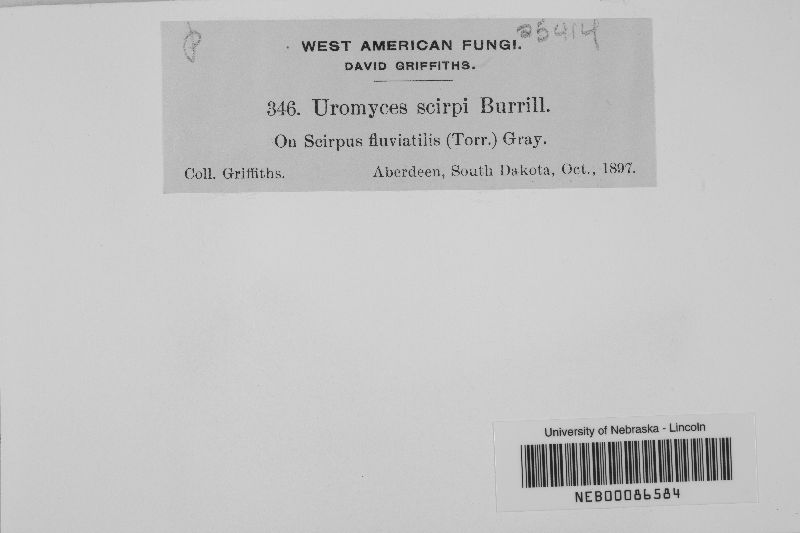 25414
WEST AMERICAN FUNGI.
DAVID GRIFFITHS.
346. Uromyces scirpi Burrill.
On Scirpus fluviatilis (Torr.) Gray.
Coll. Griffiths. Aberdeen, South Dakota, Oct., 1897.
University of Nebraska - Lincoln
NEB00086584